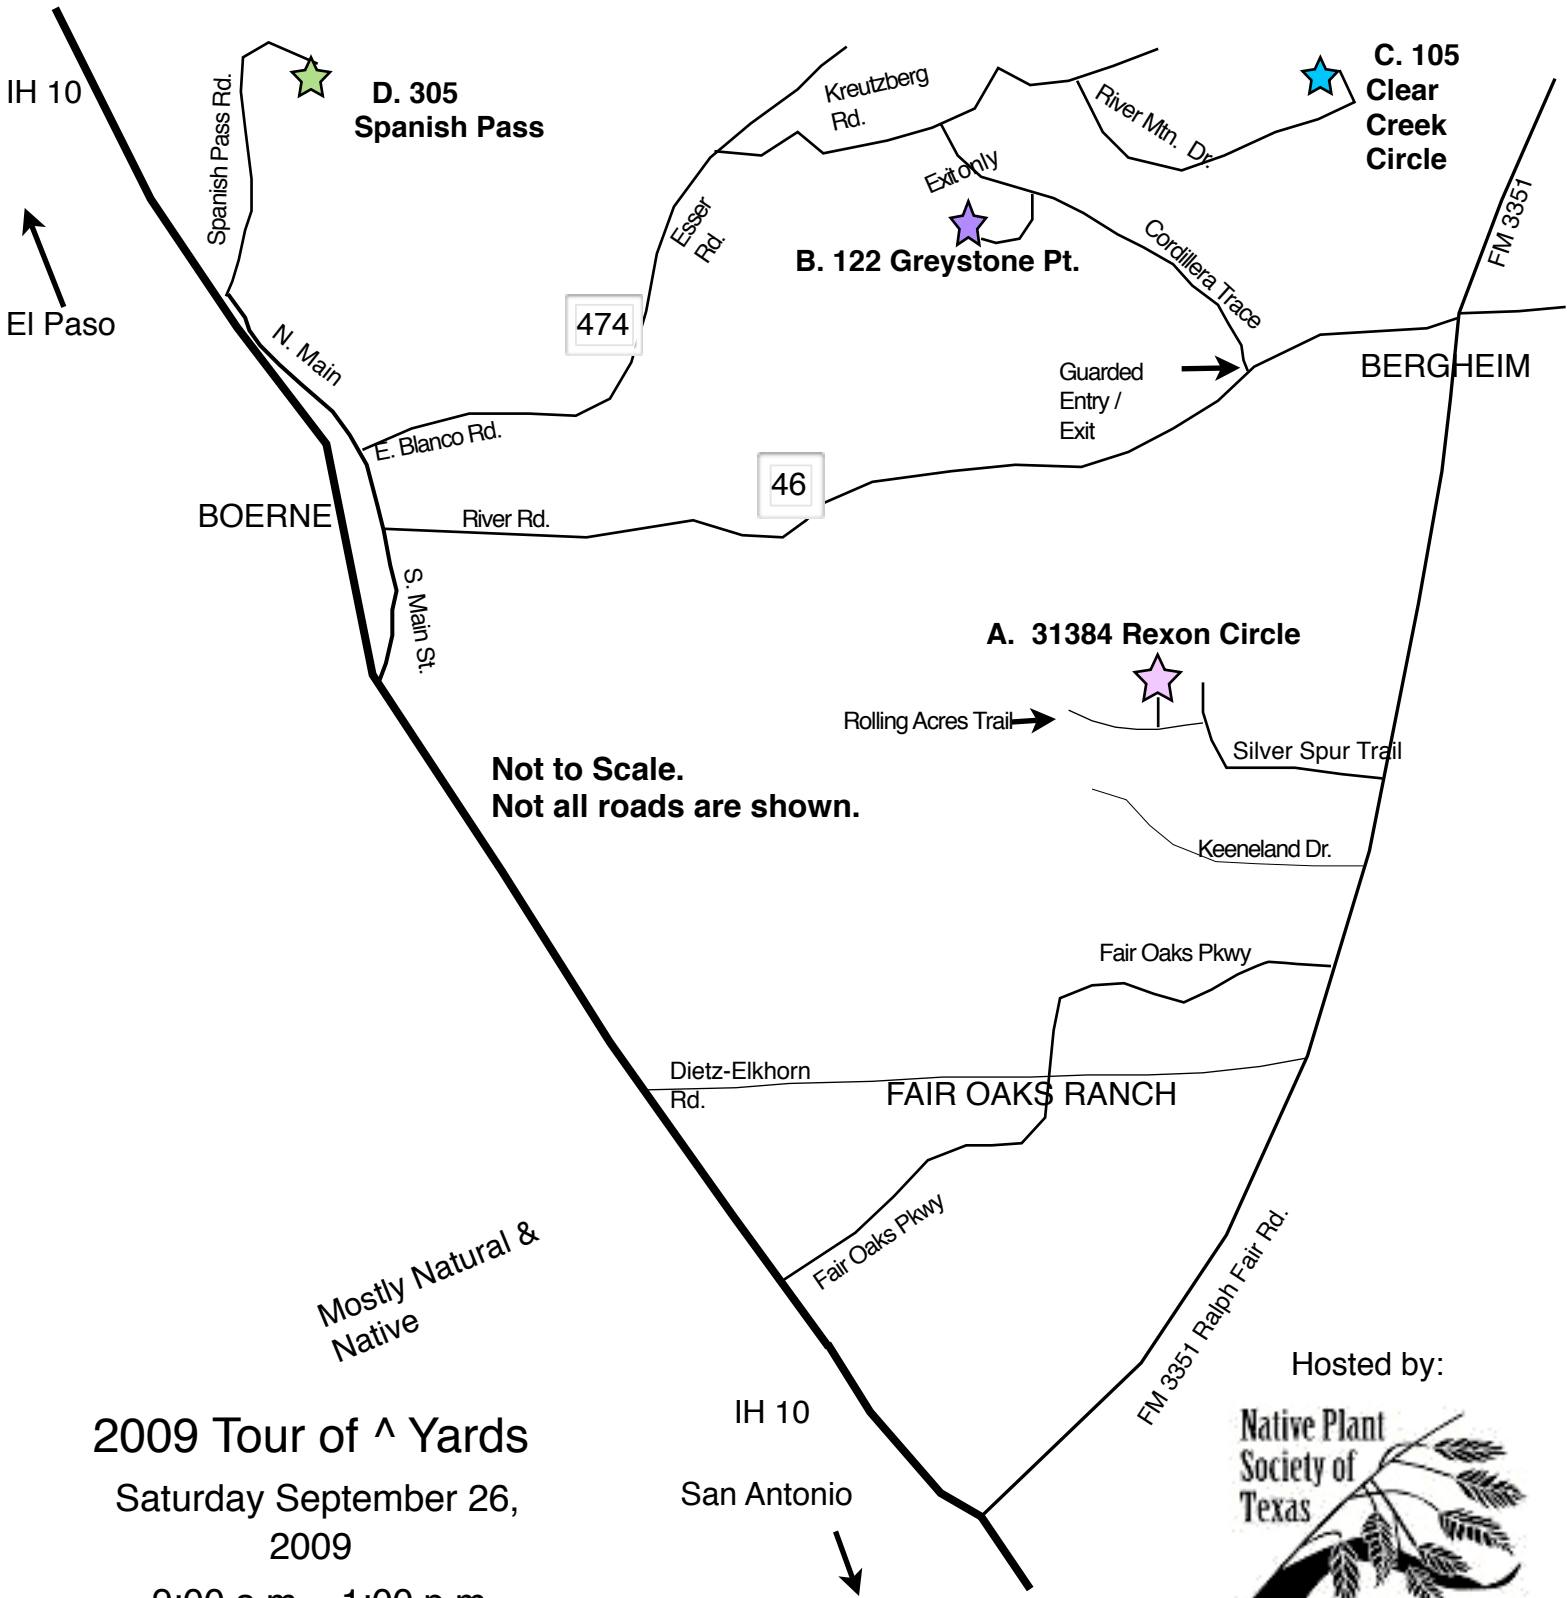 IH 10
Spanish Pass Rd.
D. 305
Spanish Pass
El Paso
N. Main
Kreutzberg
Rd.
Esser
Rd.
474
E. Blanco Rd.
Exit only
B. 122 Greystone Pt.
River Mtn. Dr.
C. 105
Clear
Creek
Circle
FM 3351
Cordillera Trace
Guarded
Entry /
Exit
BERGHEIM
46
BOERNE
River Rd.
S. Main St.
A. 31384 Rexon Circle
Rolling Acres Trail
Silver Spur Trail
Not to Scale.
Not all roads are shown.
Keeneland Dr.
Fair Oaks Pkwy
Dietz-Elkhorn
Rd.
FAIR OAKS RANCH
Fair Oaks Pkwy
FM 3351 Ralph Fair Rd.
Mostly Natural &
Native
2009 Tour of ^ Yards
Saturday September 26,
2009
IH 10
San Antonio
Hosted by:
Native Plant
Society of
Texas